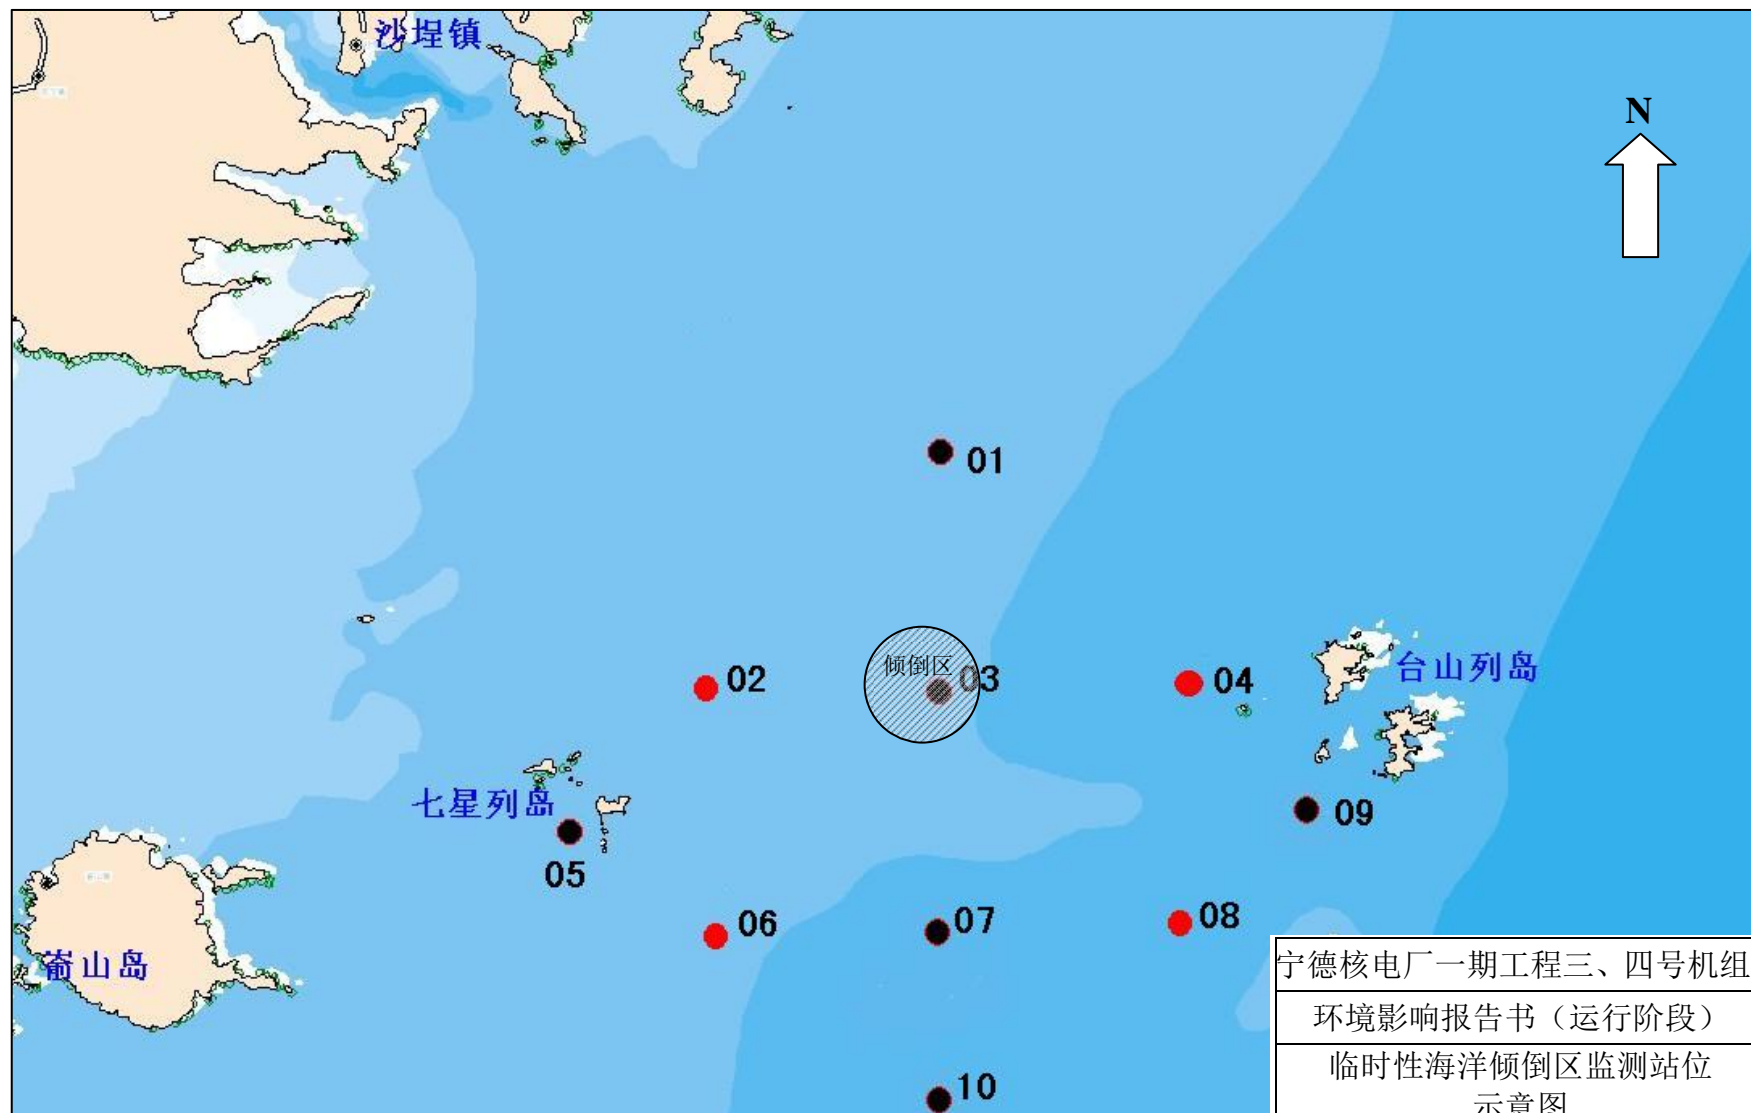 沙埕镇
N
01
倾倒区
02
03
04
台山列岛
七星列岛
09
05
06
07
08
嵛山岛
10
宁德核电厂一期工程三、四号机组
环境影响报告书（运行阶段）
临时性海洋倾倒区监测站位
示意图